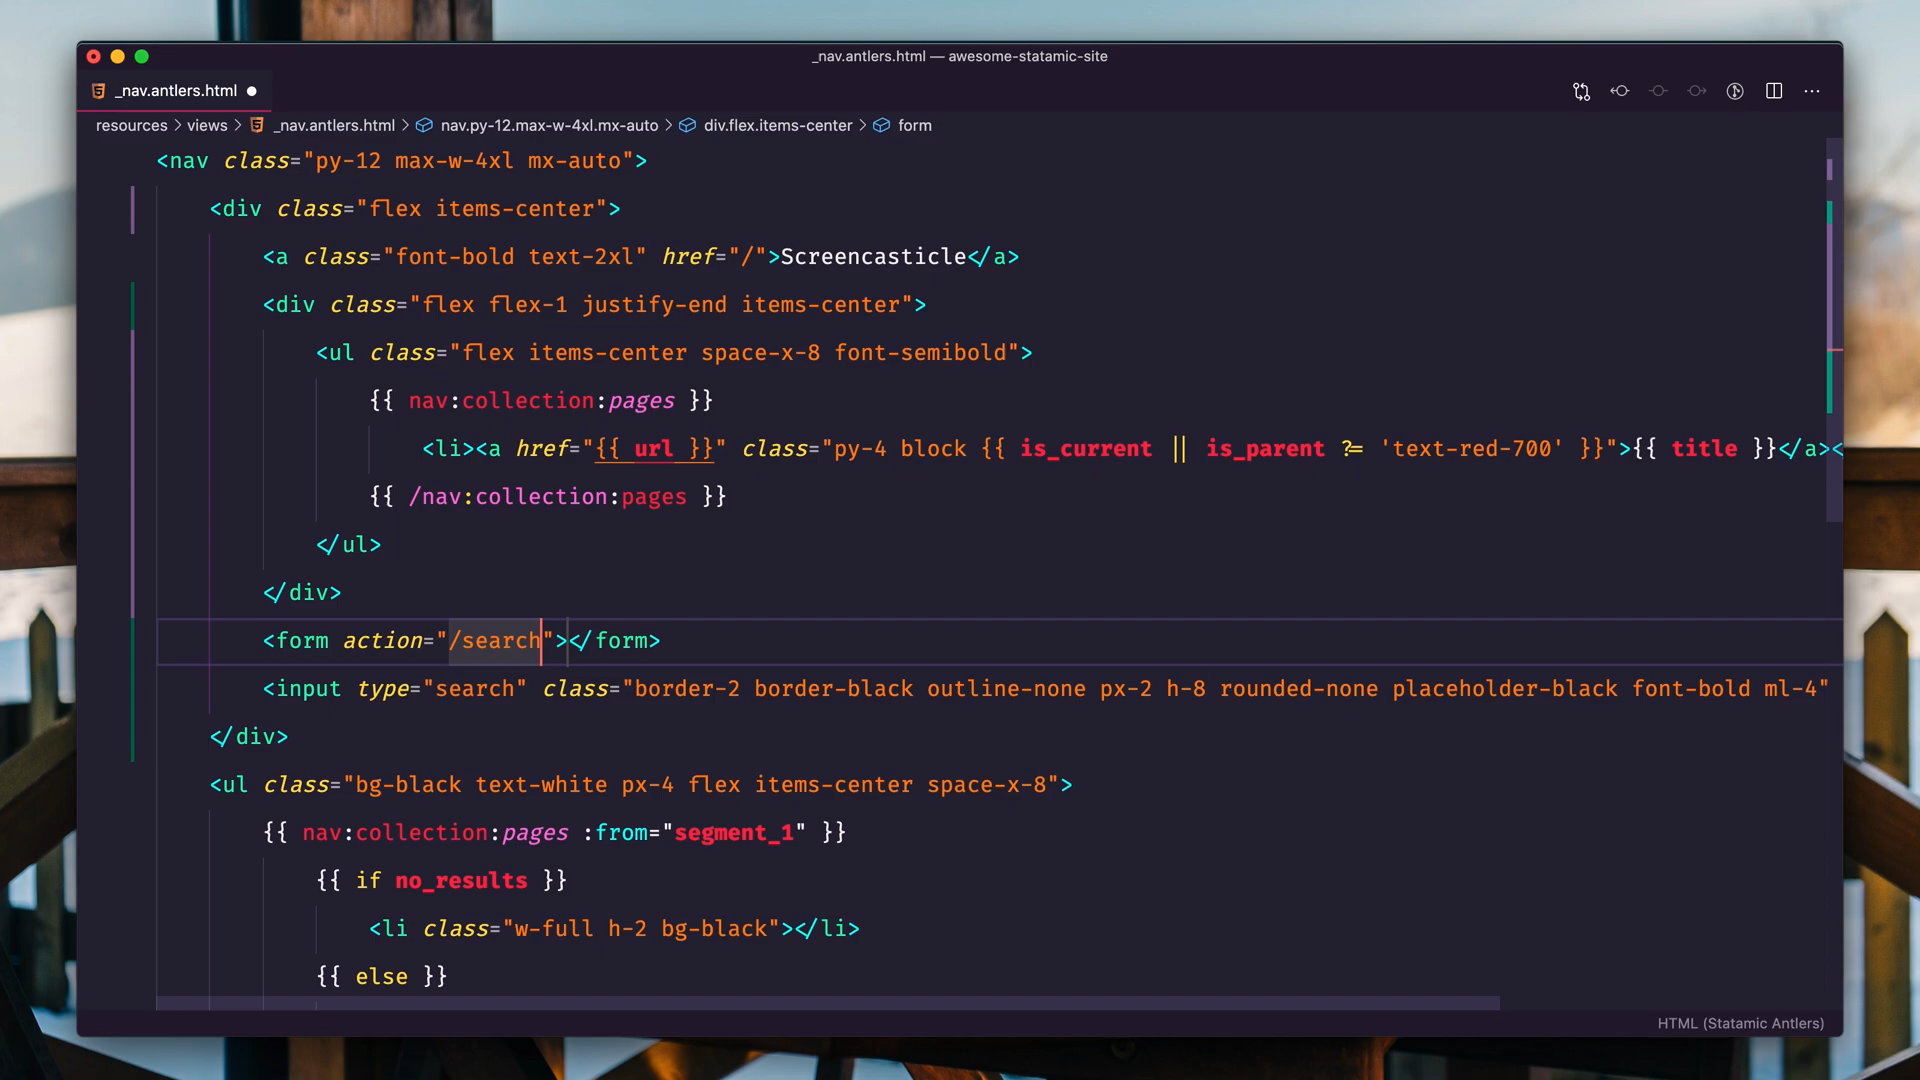 _nav.antlers.html — awesome-statamic-site
_nav.antlers.html
resources > views > _nav.antlers.html > nav.py-12.max-w-4xl.mx-auto > div.flex.items-center > form
<nav class="py-12 max-w-4xl mx-auto">
<div class="flex items-center">
<a class="font-bold text-2xl" href="/">Screencasticle</a>
<div class="flex flex-1 justify-end items-center">
<ul class="flex items-center space-x-8 font-semibold">
{{ nav:collection:pages }}
<li><a href="{{ url }}" class="py-4 block {{ is_current || is_parent ?= 'text-red-700' }}">{{ title }}</a><
{{ /nav:collection:pages }}
</ul>
</div>
<form action="/search"></form>
<input type="search" class="border-2 border-black outline-none px-2 h-8 rounded-none placeholder-black font-bold ml-4"
</div>
<ul class="bg-black text-white px-4 flex items-center space-x-8">
{{ nav:collection:pages :from="segment_1" }}
{{ if no_results }}
<li class="w-full h-2 bg-black"></li>
{{ else }}
HTML (Statamic Antlers)